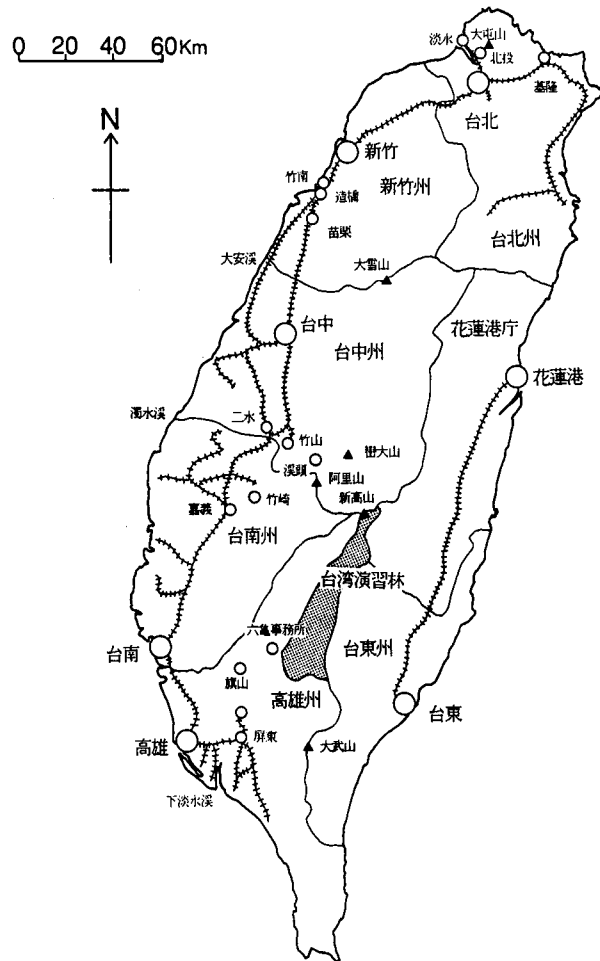 0 20 40 60Km
N
淡水
大屯山
北投
基隆
台北
新竹
新竹州
竹南
造橋
苗栗
台北州
大安溪
大雪山
台中
台中州
花蓮港庁
花蓮港
濁水溪
二水
竹山
巒大山
溪頭
阿里山
新高山
竹崎
嘉義
台南州
台湾演習林
六亀事務所
台南
台東州
旗山
高雄州
台東
高雄
屏東
大武山
下淡水溪